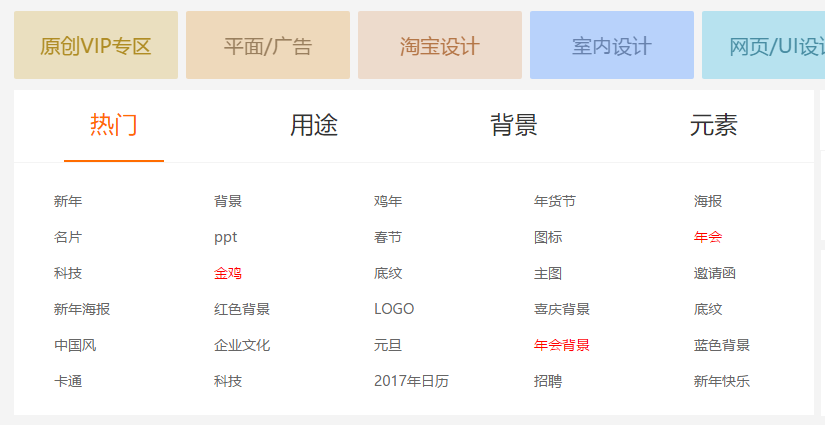 原创VIP专区 平面/广告 淘宝设计 室内设计 网页/UI设
热门 用途 背景 元素
新年 背景 鸡年 年货节 海报
名片 ppt 春节 图标 年会
科技 金鸡 底纹 主图 邀请函
新年海报 红色背景 LOGO 喜庆背景 底纹
中国风 企业文化 元旦 年会背景 蓝色背景
卡通 科技 2017年日历 招聘 新年快乐